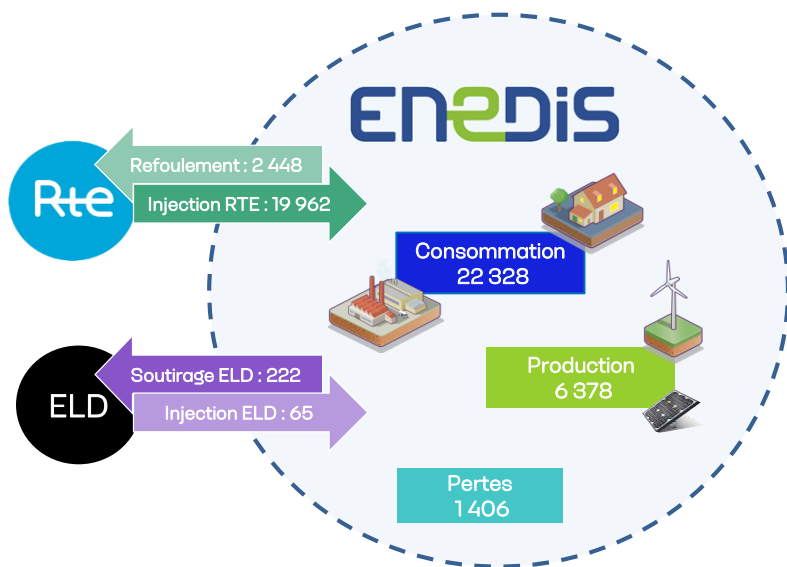 ENEDIS
Rte
Refoulement : 2 448
Injection RTE : 19 962
Consommation
22 328
ELD
Soutirage ELD : 222
Injection ELD : 65
Production
6 378
Pertes
1 406